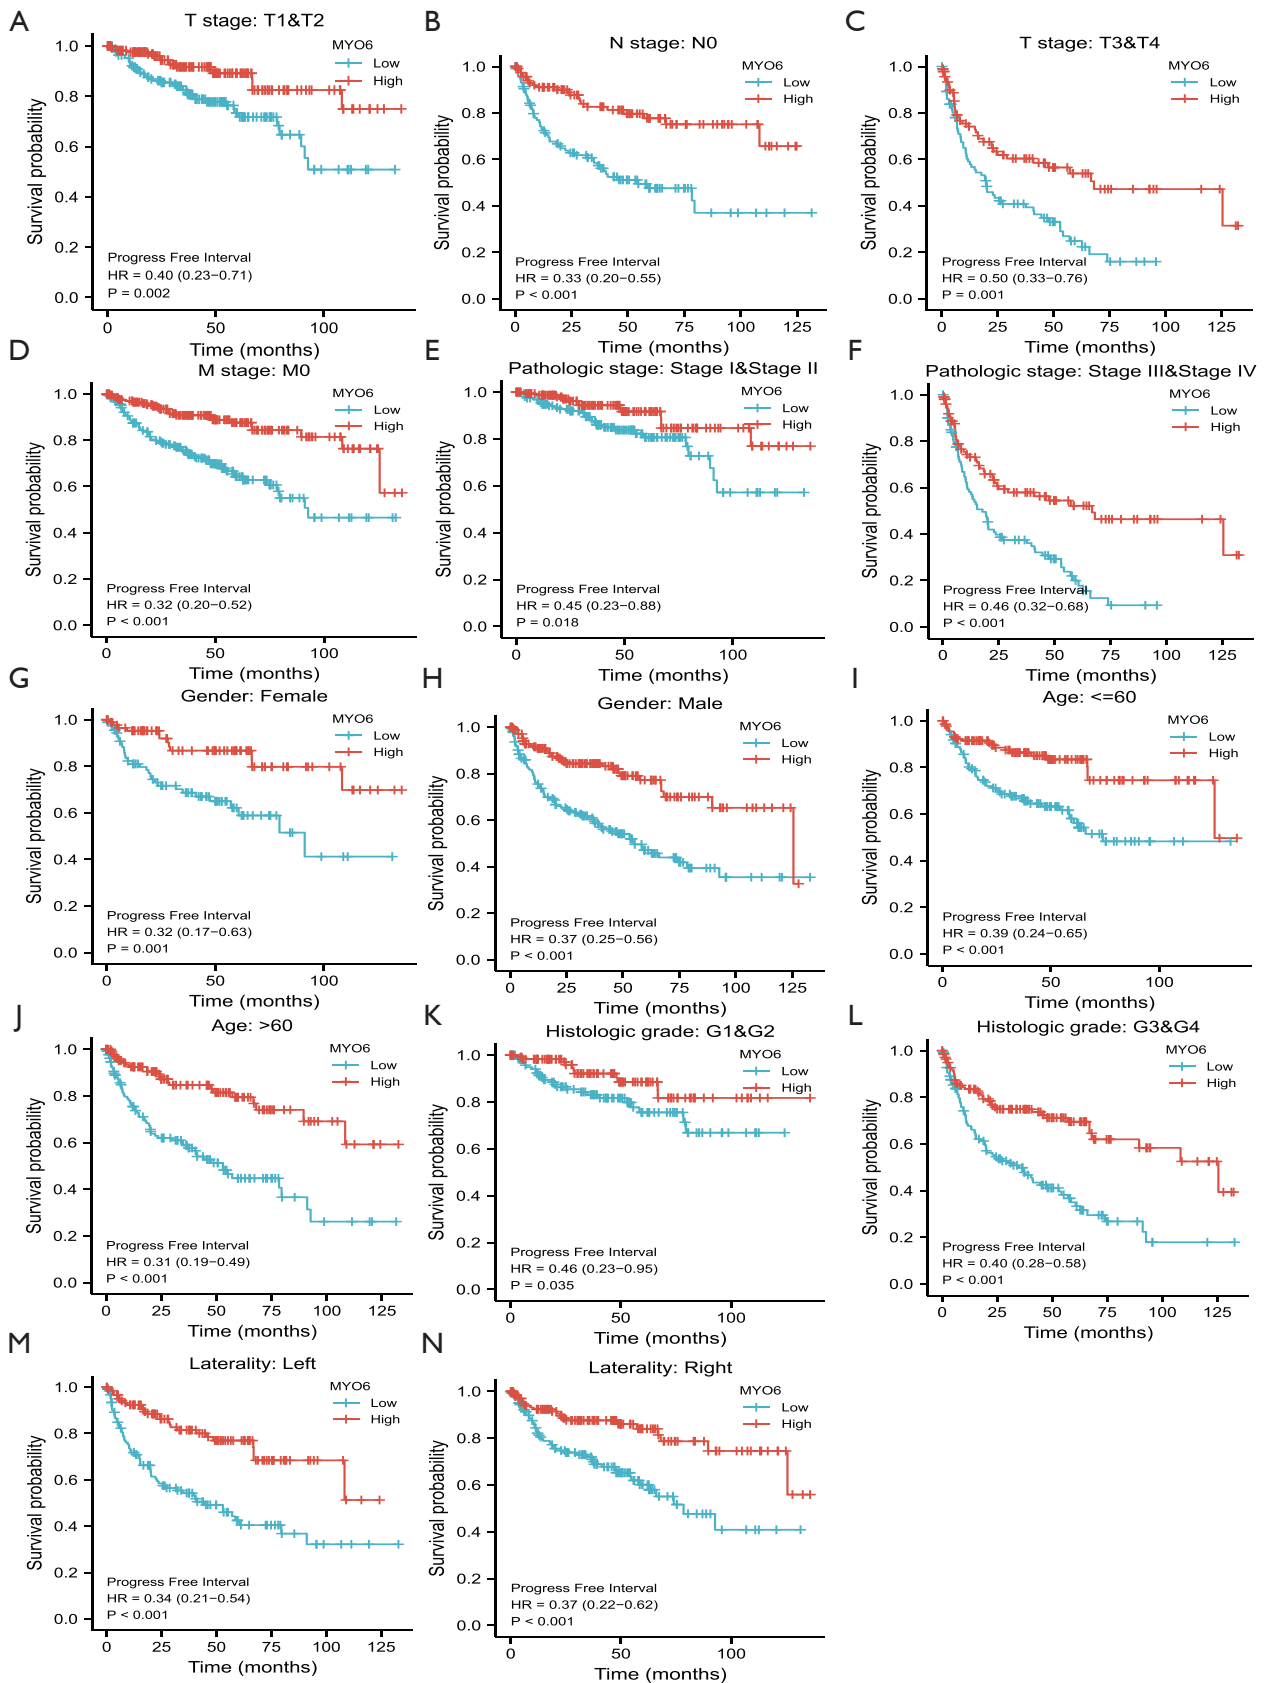 A
T stage: T1&T2
MYO6
Low
High
Survival probability
1.0
0.8
0.6
0.4
0.2
0.0
Progress Free Interval
HR = 0.40 (0.23−0.71)
P = 0.002
0 50 100
Time (months)
B
N stage: N0
MYO6
Low
High
Survival probability
1.0
0.8
0.6
0.4
0.2
0.0
Progress Free Interval
HR = 0.33 (0.20−0.55)
P < 0.001
0 25 50 75 100 125
Time (months)
C
T stage: T3&T4
MYO6
Low
High
Survival probability
1.0
0.8
0.6
0.4
0.2
0.0
Progress Free Interval
HR = 0.50 (0.33−0.76)
P = 0.001
0 25 50 75 100 125
Time (months)
D
M stage: M0
MYO6
Low
High
Survival probability
1.0
0.8
0.6
0.4
0.2
0.0
Progress Free Interval
HR = 0.32 (0.20−0.52)
P < 0.001
0 50 100
Time (months)
E
Pathologic stage: Stage I&Stage II
MYO6
Low
High
Survival probability
1.0
0.8
0.6
0.4
0.2
0.0
Progress Free Interval
HR = 0.45 (0.23−0.88)
P = 0.018
0 50 100
Time (months)
F
Pathologic stage: Stage III&Stage IV
MYO6
Low
High
Survival probability
1.0
0.8
0.6
0.4
0.2
0.0
Progress Free Interval
HR = 0.46 (0.32−0.68)
P < 0.001
0 25 50 75 100 125
Time (months)
G
Gender: Female
MYO6
Low
High
Survival probability
1.0
0.8
0.6
0.4
0.2
0.0
Progress Free Interval
HR = 0.32 (0.17−0.63)
P = 0.001
0 50 100
Time (months)
H
Gender: Male
MYO6
Low
High
Survival probability
1.0
0.8
0.6
0.4
0.2
0.0
Progress Free Interval
HR = 0.37 (0.25−0.56)
P < 0.001
0 25 50 75 100 125
Time (months)
I
Age: <=60
MYO6
Low
High
Survival probability
1.0
0.8
0.6
0.4
0.2
0.0
Progress Free Interval
HR = 0.39 (0.24−0.65)
P < 0.001
0 50 100
Time (months)
J
Age: >60
MYO6
Low
High
Survival probability
1.0
0.8
0.6
0.4
0.2
0.0
Progress Free Interval
HR = 0.31 (0.19−0.49)
P < 0.001
0 25 50 75 100 125
Time (months)
K
Histologic grade: G1&G2
MYO6
Low
High
Survival probability
1.0
0.8
0.6
0.4
0.2
0.0
Progress Free Interval
HR = 0.46 (0.23−0.95)
P = 0.035
0 50 100
Time (months)
L
Histologic grade: G3&G4
MYO6
Low
High
Survival probability
1.0
0.8
0.6
0.4
0.2
0.0
Progress Free Interval
HR = 0.40 (0.28−0.58)
P < 0.001
0 25 50 75 100 125
Time (months)
M
Laterality: Left
MYO6
Low
High
Survival probability
1.0
0.8
0.6
0.4
0.2
0.0
Progress Free Interval
HR = 0.34 (0.21−0.54)
P < 0.001
0 25 50 75 100 125
Time (months)
N
Laterality: Right
MYO6
Low
High
Survival probability
1.0
0.8
0.6
0.4
0.2
0.0
Progress Free Interval
HR = 0.37 (0.22−0.62)
P < 0.001
0 50 100
Time (months)